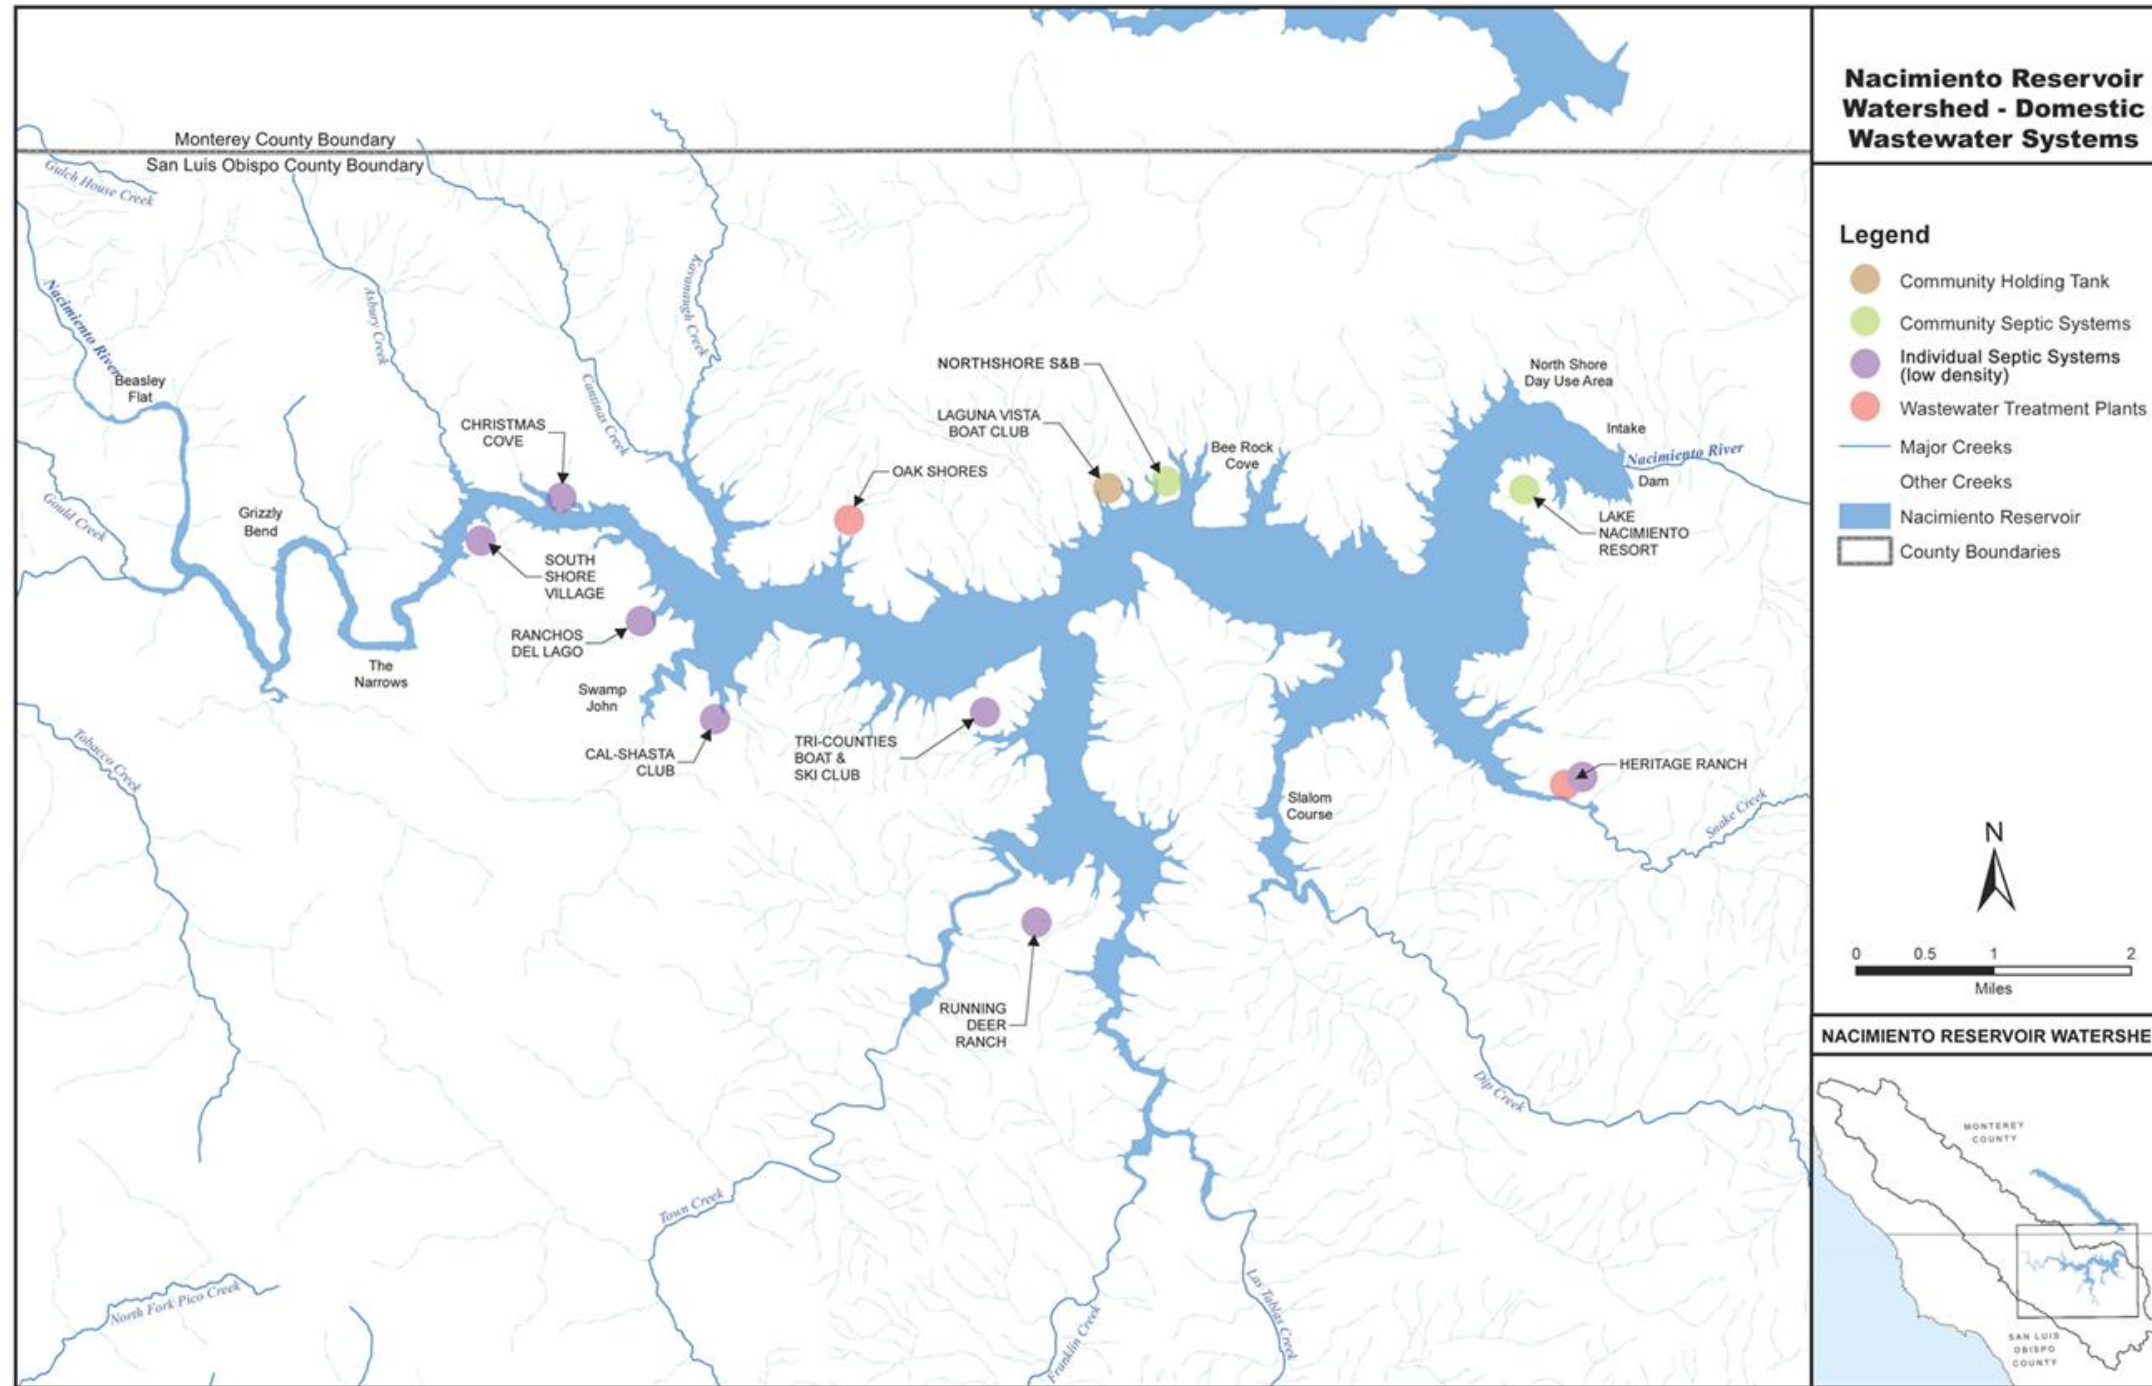 Nacimiento Reservoir
Watershed - Domestic
Wastewater Systems
Monterey County Boundary
San Luis Obispo County Boundary
Gulch House Creek
Nacimiento River
Beasley
Flat
Asbury Creek
Cantinas Creek
Kavanaugh Creek
Gould Creek
Grizzly
Bend
The
Narrows
CHRISTMAS
COVE
SOUTH
SHORE
VILLAGE
RANCHOS
DEL LAGO
Swamp
John
CAL-SHASTA
CLUB
OAK SHORES
NORTHSHORE S&B
LAGUNA VISTA
BOAT CLUB
Bee Rock
Cove
North Shore
Day Use Area
Intake
Nacimiento River
Dam
LAKE
NACIMIENTO
RESORT
TRI-COUNTIES
BOAT &
SKI CLUB
HERITAGE RANCH
Slalom
Course
Snake Creek
Tobacco Creek
RUNNING
DEER
RANCH
Dip Creek
Town Creek
North Fork Pico Creek
Franklin Creek
Las Tablas Creek
Legend
Community Holding Tank
Community Septic Systems
Individual Septic Systems
(low density)
Wastewater Treatment Plants
Major Creeks
Other Creeks
Nacimiento Reservoir
County Boundaries
N
0 0.5 1 2
Miles
NACIMIENTO RESERVOIR WATERSHE
MONTEREY
COUNTY
SAN LUIS
OBISPO
COUNTY